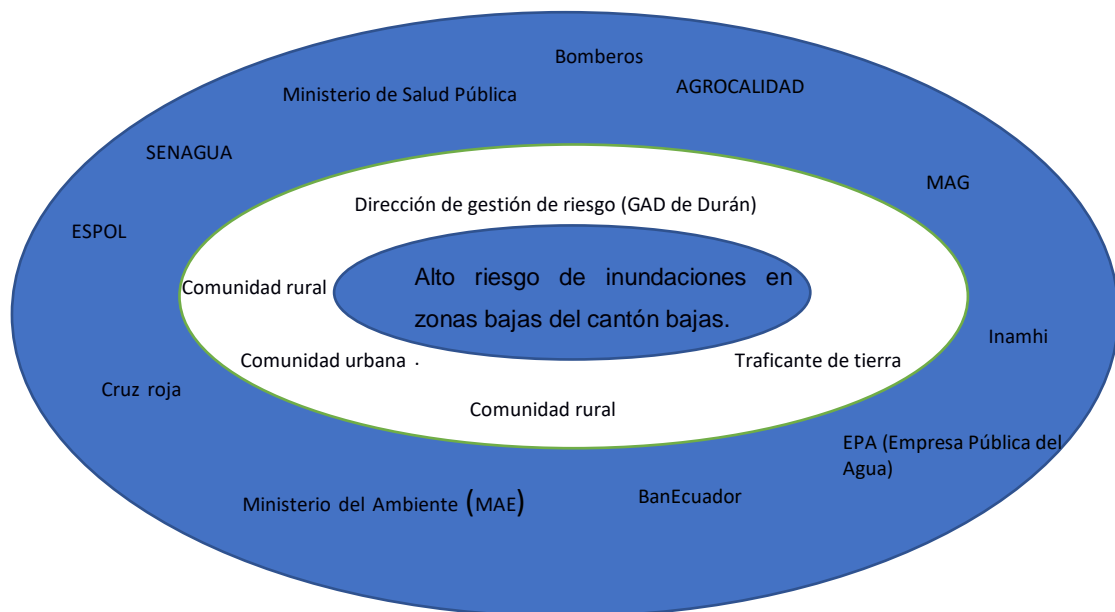 Bomberos
AGROCALIDAD
Ministerio de Salud Pública
SENAGUA
MAG
Dirección de gestión de riesgo (GAD de Durán)
ESPOL
Comunidad rural
Alto riesgo de inundaciones en
zonas bajas del cantón bajas.
Inamhi
Comunidad urbana .
Traficante de tierra
Cruz roja
Comunidad rural
EPA (Empresa Pública del
Agua)
Ministerio del Ambiente (MAE)
BanEcuador